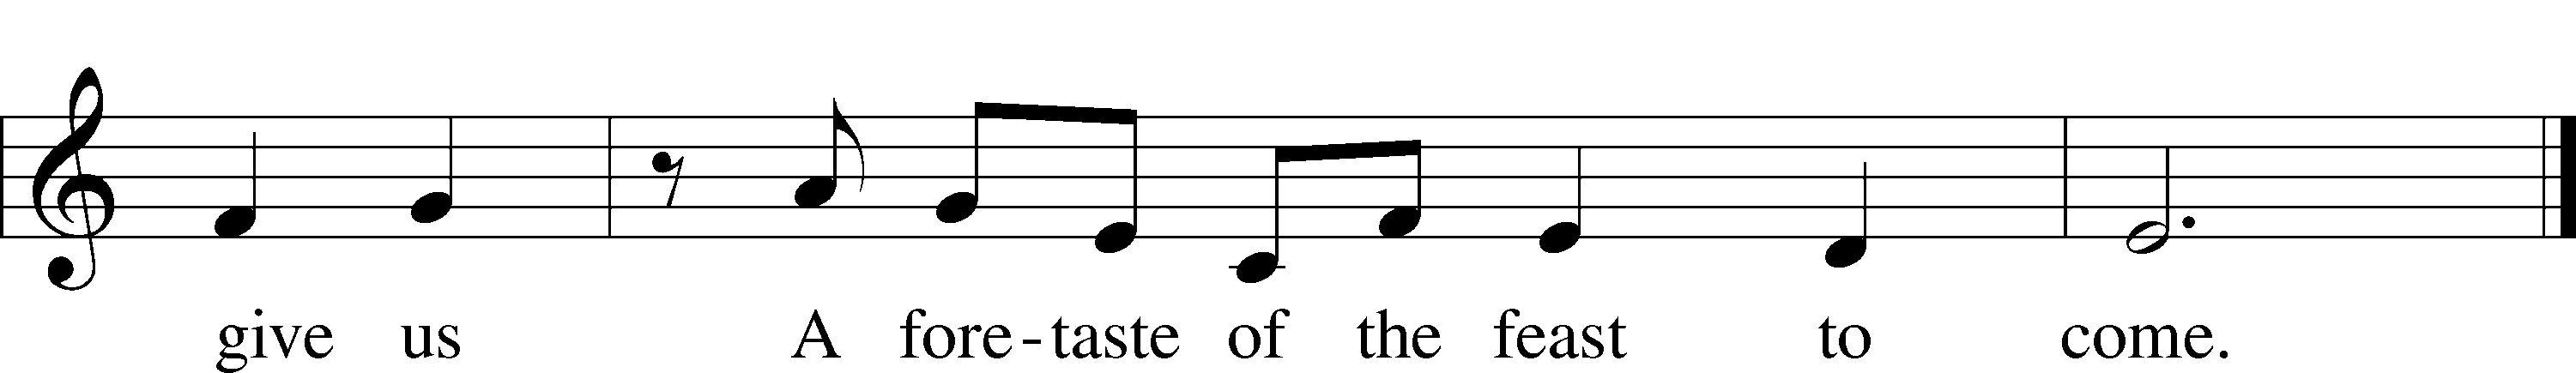 give us A fore-taste of the feast to come.